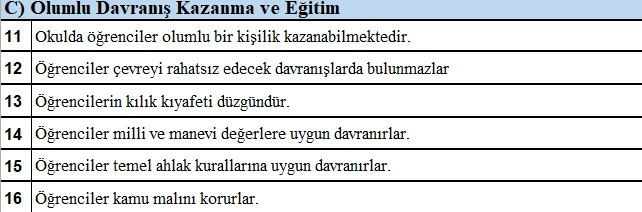 C) Olumlu Davranış Kazanma ve Eğitim
11 Okulda öğrenciler olumlu bir kişilik kazanabilmektedir.
12 Öğrenciler çevreyi rahatsız edecek davranışlarda bulunmazlar
13 Öğrencilerin kılık kıyafeti düzgündür.
14 Öğrenciler milli ve manevi değerlere uygun davranırlar.
15 Öğrenciler temel ahlak kurallarına uygun davranırlar.
16 Öğrenciler kamu malını korurlar.